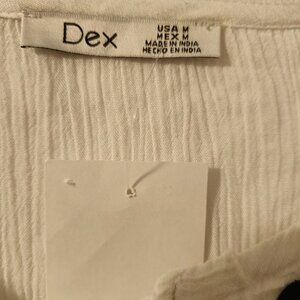 Dex
USA M
MEX M
MADE IN INDIA
HECHO EN INDIA